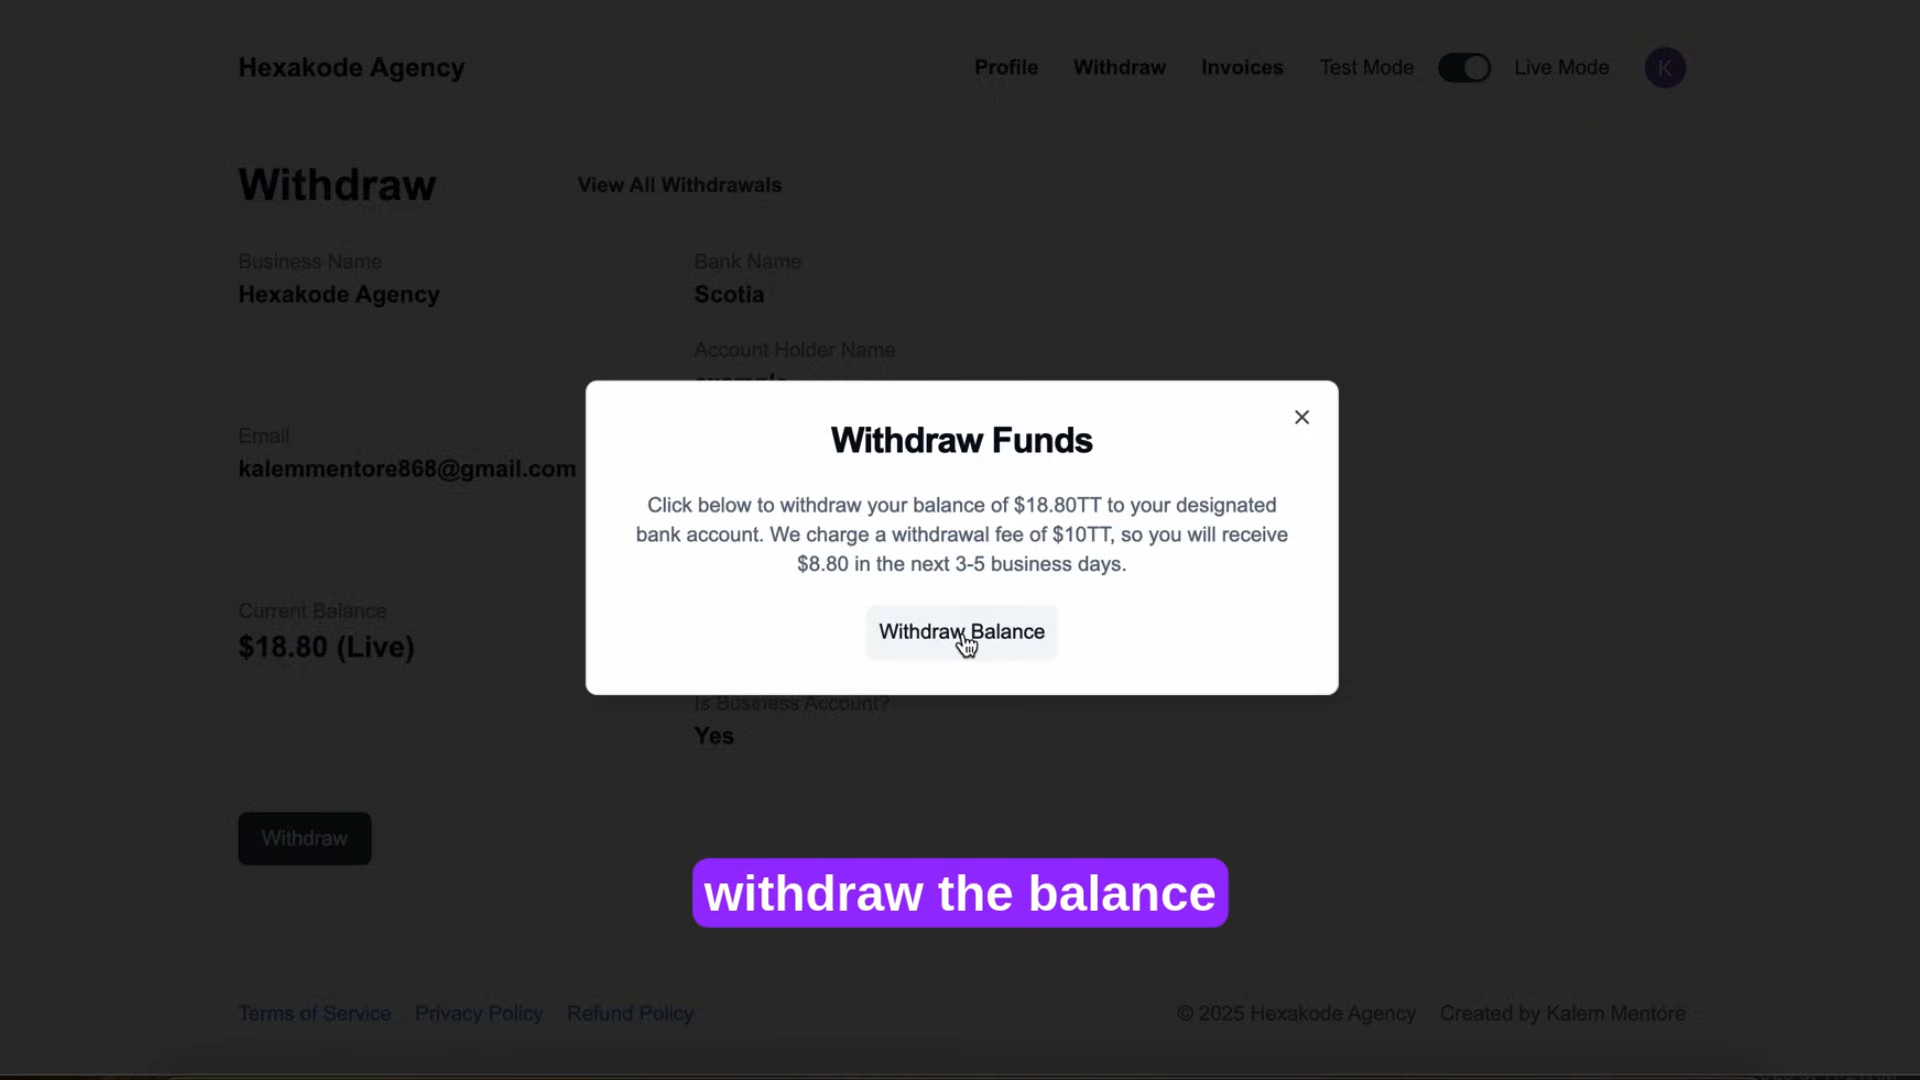 Hexakode Agency
Profile Withdraw Invoices Test Mode Live Mode K
Withdraw View All Withdrawals
Business Name
Hexakode Agency
Bank Name
Scotia
Account Holder Name
Email
kalemmentore868@gmail.com
Withdraw Funds
Click below to withdraw your balance of $18.80TT to your designated
bank account. We charge a withdrawal fee of $10TT, so you will receive
$8.80 in the next 3-5 business days.
Withdraw Balance
Current Balance
$18.80 (Live)
Is Business Account?
Yes
Withdraw
withdraw the balance
Terms of Service Privacy Policy Refund Policy
© 2025 Hexakode Agency Created by Kalem Mentore